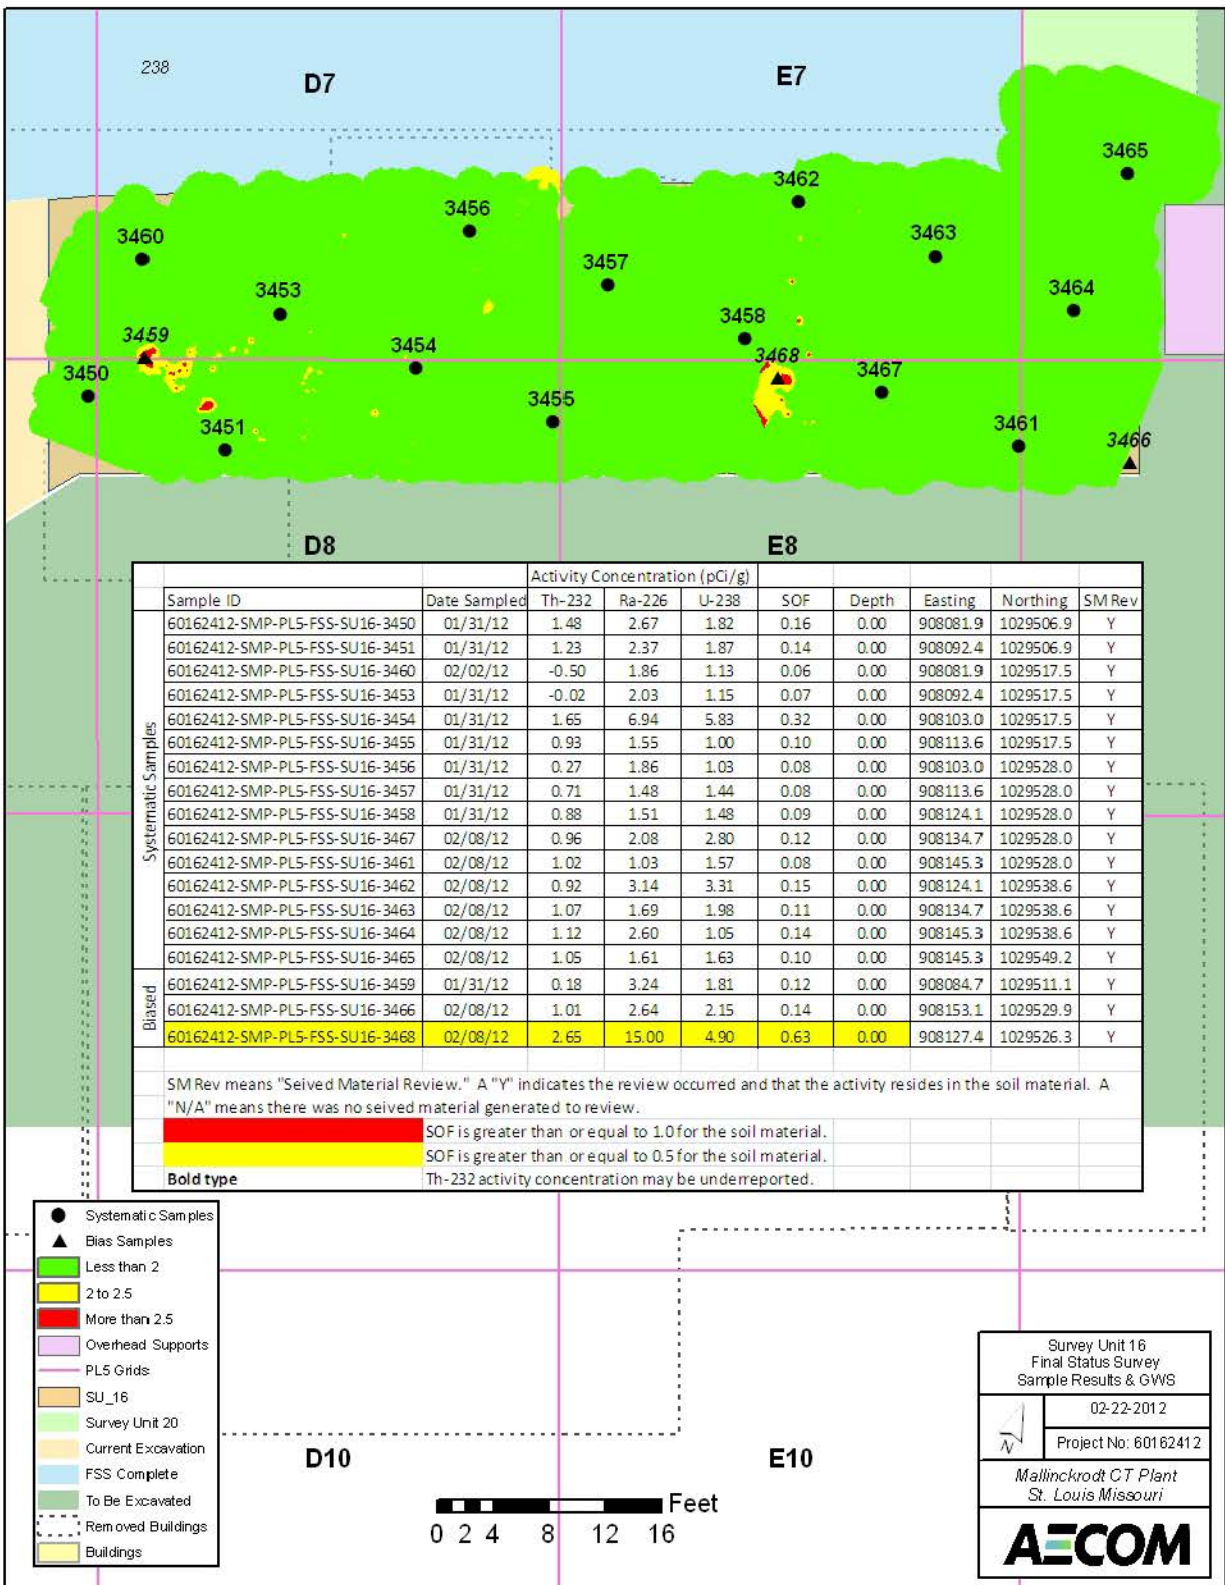 238
D7
E7
3465
3462
3456
3460
3463
3457
3453
3464
3458
3459
3454
3468
3450
3467
3455
3461
3451
3466
D8
E8
Activity Concentration (pCi/g)
Sample ID Date Sampled Th-232 Ra-226 U-238 SOF Depth Easting Northing SM Rev
Systematic Samples
60162412-SMP-PL5-FSS-SU16-3450 01/31/12 1.48 2.67 1.82 0.16 0.00 908081.9 1029506.9 Y
60162412-SMP-PL5-FSS-SU16-3451 01/31/12 1.23 2.37 1.87 0.14 0.00 908092.4 1029506.9 Y
60162412-SMP-PL5-FSS-SU16-3460 02/02/12 -0.50 1.86 1.13 0.06 0.00 908081.9 1029517.5 Y
60162412-SMP-PL5-FSS-SU16-3453 01/31/12 -0.02 2.03 1.15 0.07 0.00 908092.4 1029517.5 Y
60162412-SMP-PL5-FSS-SU16-3454 01/31/12 1.65 6.94 5.83 0.32 0.00 908103.0 1029517.5 Y
60162412-SMP-PL5-FSS-SU16-3455 01/31/12 0.93 1.55 1.00 0.10 0.00 908113.6 1029517.5 Y
60162412-SMP-PL5-FSS-SU16-3456 01/31/12 0.27 1.86 1.03 0.08 0.00 908103.0 1029528.0 Y
60162412-SMP-PL5-FSS-SU16-3457 01/31/12 0.71 1.48 1.44 0.08 0.00 908113.6 1029528.0 Y
60162412-SMP-PL5-FSS-SU16-3458 01/31/12 0.88 1.51 1.48 0.09 0.00 908124.1 1029528.0 Y
60162412-SMP-PL5-FSS-SU16-3467 02/08/12 0.96 2.08 2.80 0.12 0.00 908134.7 1029528.0 Y
60162412-SMP-PL5-FSS-SU16-3461 02/08/12 1.02 1.03 1.57 0.08 0.00 908145.3 1029528.0 Y
60162412-SMP-PL5-FSS-SU16-3462 02/08/12 0.92 3.14 3.31 0.15 0.00 908124.1 1029538.6 Y
60162412-SMP-PL5-FSS-SU16-3463 02/08/12 1.07 1.69 1.98 0.11 0.00 908134.7 1029538.6 Y
60162412-SMP-PL5-FSS-SU16-3464 02/08/12 1.12 2.60 1.05 0.14 0.00 908145.3 1029538.6 Y
60162412-SMP-PL5-FSS-SU16-3465 02/08/12 1.05 1.61 1.63 0.10 0.00 908145.3 1029549.2 Y
Biased
60162412-SMP-PL5-FSS-SU16-3459 01/31/12 0.18 3.24 1.81 0.12 0.00 908084.7 1029511.1 Y
60162412-SMP-PL5-FSS-SU16-3466 02/08/12 1.01 2.64 2.15 0.14 0.00 908153.1 1029529.9 Y
60162412-SMP-PL5-FSS-SU16-3468 02/08/12 2.65 15.00 4.90 0.63 0.00 908127.4 1029526.3 Y
SM Rev means "Seived Material Review." A "Y" indicates the review occurred and that the activity resides in the soil material. A
"N/A" means there was no seived material generated to review.
SOF is greater than or equal to 1.0 for the soil material.
SOF is greater than or equal to 0.5 for the soil material.
Bold type Th-232 activity concentration may be underreported.
Systematic Samples
Bias Samples
Less than 2
2 to 2.5
More than 2.5
Overhead Supports
PL5 Grids
SU_16
Survey Unit 20
Current Excavation
FSS Complete
To Be Excavated
Removed Buildings
Buildings
D10
E10
Feet
0 2 4 8 12 16
Survey Unit 16
Final Status Survey
Sample Results & GWS
N
02-22-2012
Project No: 60162412
Mallinckrodt CT Plant
St. Louis Missouri
AECOM